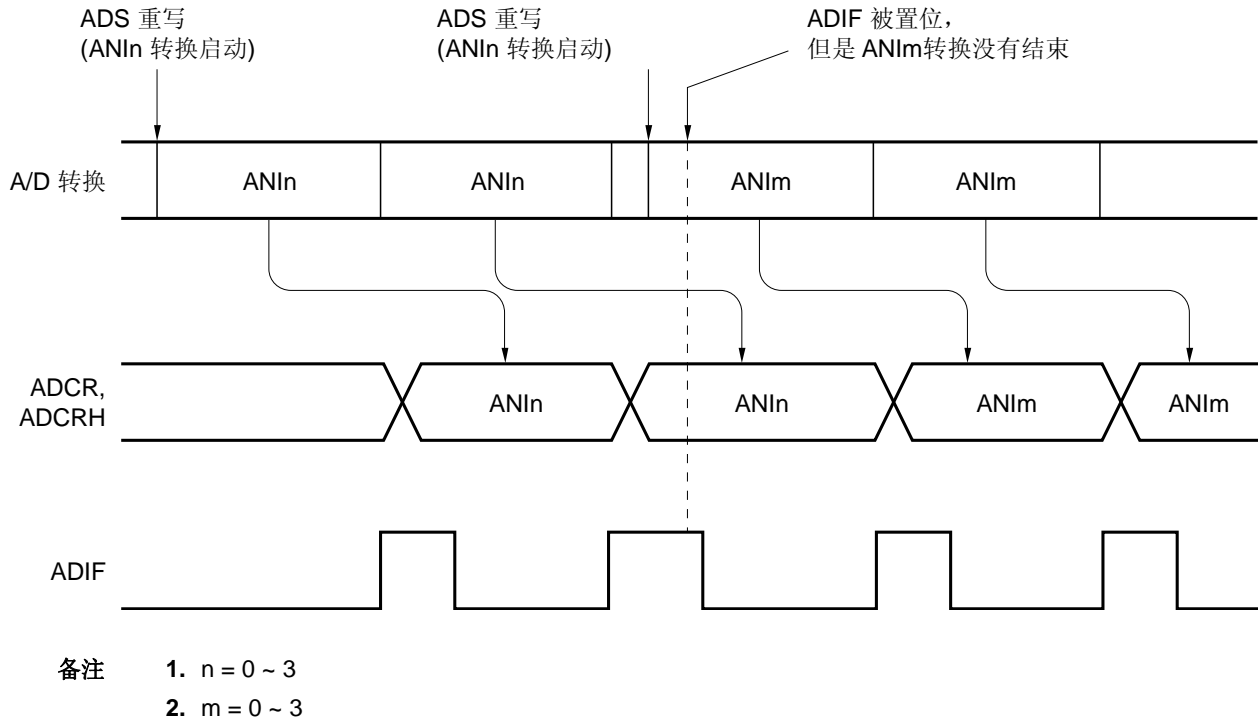 ADS 重写
(ANIn 转换启动)
ADS 重写
(ANIn 转换启动)
ADIF 被置位，
但是 ANIm转换没有结束
A/D 转换
ANIn
ANIn
ANIm
ANIm
ADCR,
ADCRH
ANIn
ANIn
ANIm
ANIm
ADIF
备注 1. n = 0 ~ 3
2. m = 0 ~ 3